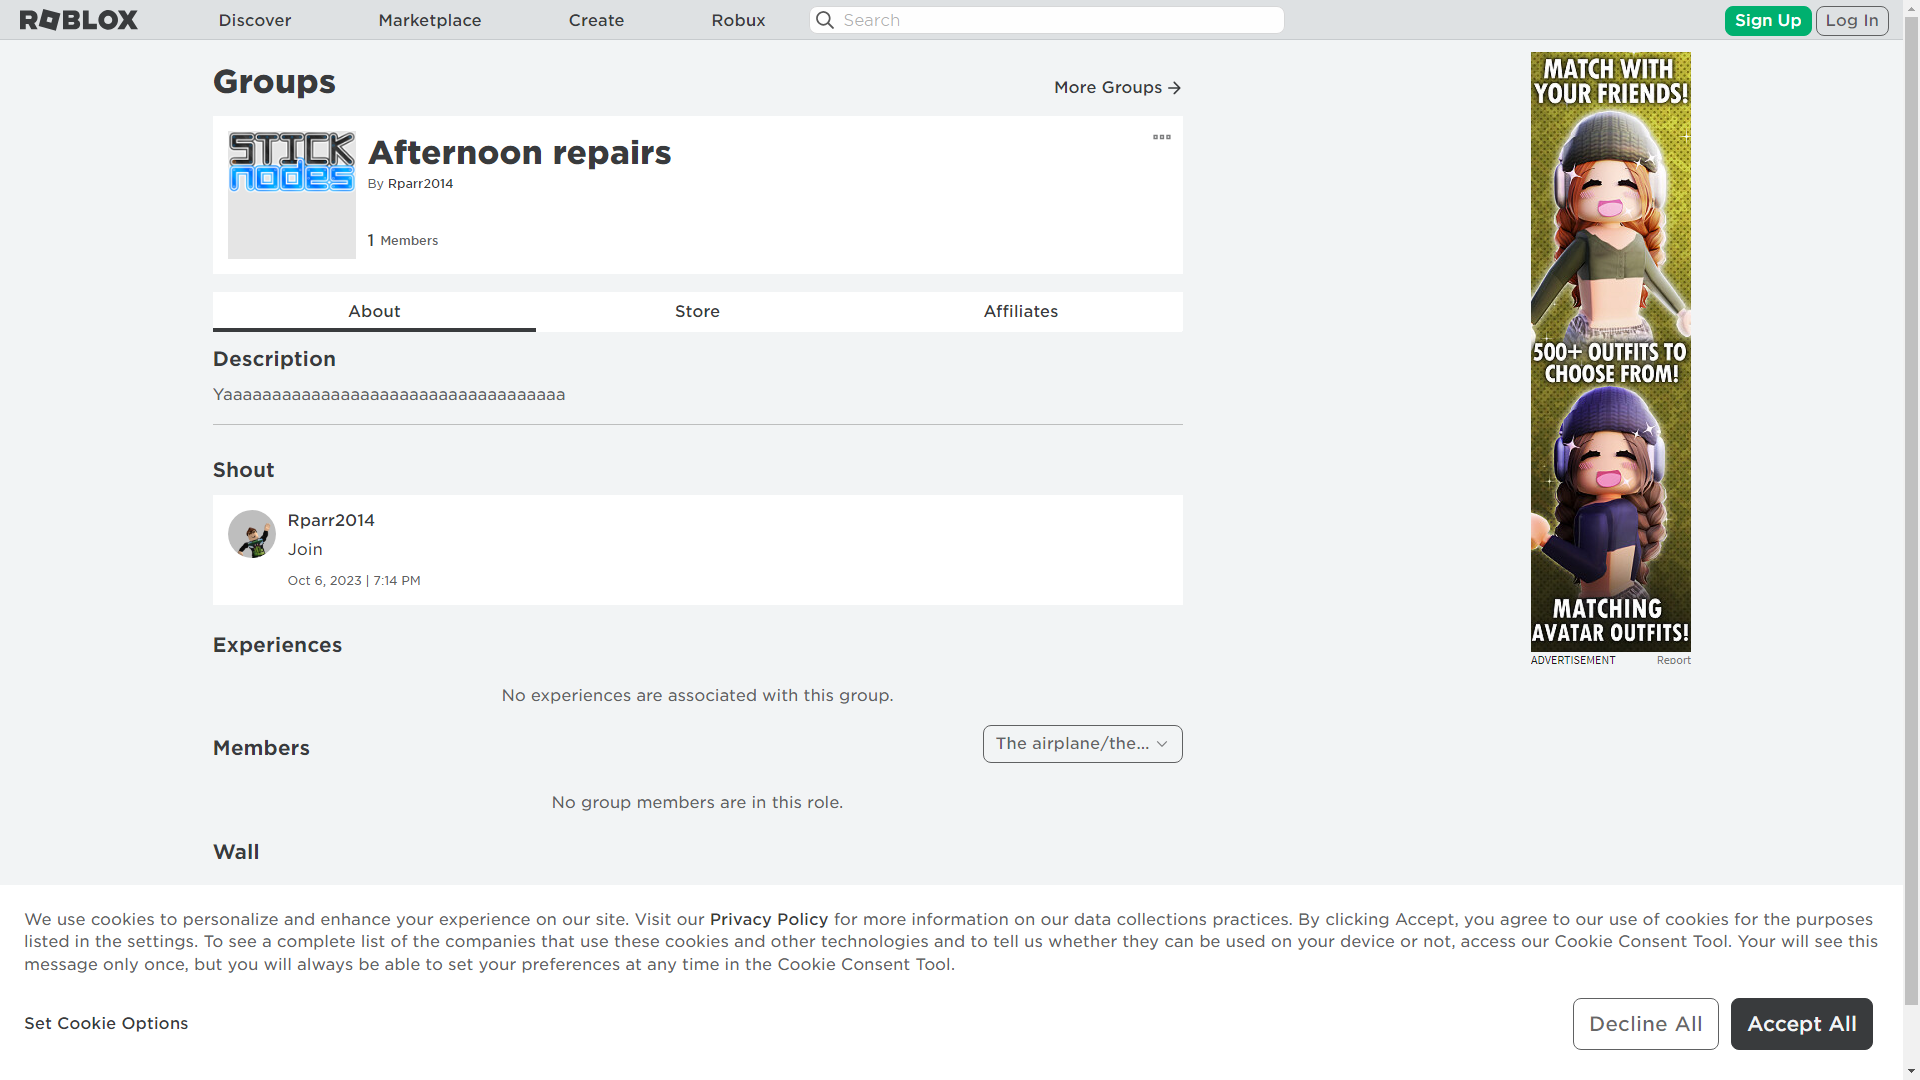 ROBLOX
Discover
Marketplace
Create
Robux
Search
Sign Up
Log In
Groups
More Groups
STICK
nodes
Afternoon repairs
By Rparr2014
1 Members
About
Store
Affiliates
Description
Yaaaaaaaaaaaaaaaaaaaaaaaaaaaaaaaaaaa
Shout
Rparr2014
Join
Oct 6, 2023 | 7:14 PM
Experiences
No experiences are associated with this group.
Members
The airplane/the...
No group members are in this role.
Wall
MATCH WITH
YOUR FRIENDS!
500+ OUTFITS TO
CHOOSE FROM!
MATCHING
AVATAR OUTFITS!
ADVERTISEMENT
Report
We use cookies to personalize and enhance your experience on our site. Visit our Privacy Policy for more information on our data collections practices. By clicking Accept, you agree to our use of cookies for the purposes
listed in the settings. To see a complete list of the companies that use these cookies and other technologies and to tell us whether they can be used on your device or not, access our Cookie Consent Tool. Your will see this
message only once, but you will always be able to set your preferences at any time in the Cookie Consent Tool.
Set Cookie Options
Decline All
Accept All